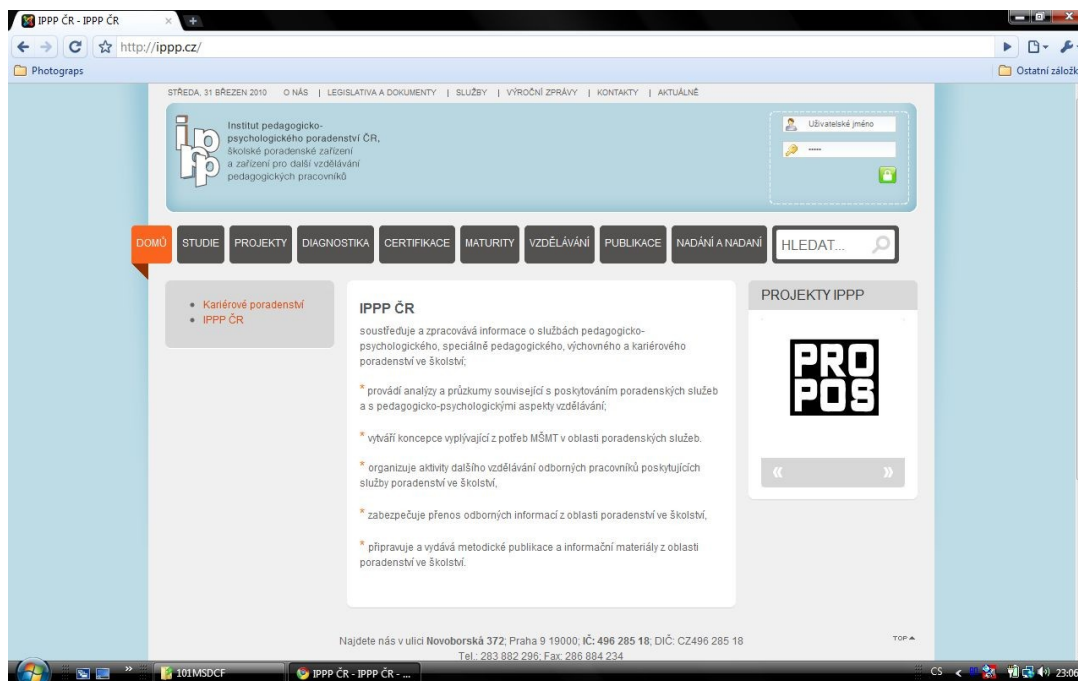 IPPP ČR - IPPP ČR
http://ippp.cz/
Photograps
Ostatní záložk
STŘEDA, 31 BŘEZEN 2010 O NÁS | LEGISLATIVA A DOKUMENTY | SLUŽBY | VÝROČNÍ ZPRÁVY | KONTAKTY | AKTUÁLNĚ
ippp
Institut pedagogicko-
psychologického poradenství ČR,
školské poradenské zařízení
a zařízení pro další vzdělávání
pedagogických pracovníků
Uživatelské jméno
•••••
DOMŮ STUDIE PROJEKTY DIAGNOSTIKA CERTIFIKACE MATURITY VZDĚLÁVÁNÍ PUBLIKACE NADÁNÍ A NADANÍ HLEDAT...
Kariérové poradenství
IPPP ČR
IPPP ČR
soustřeďuje a zpracovává informace o službách pedagogicko-
psychologického, speciálně pedagogického, výchovného a kariérového
poradenství ve školství;
* provádí analýzy a průzkumy související s poskytováním poradenských služeb
a s pedagogicko-psychologickými aspekty vzdělávání;
* vytváří koncepce vyplývající z potřeb MŠMT v oblasti poradenských služeb.
* organizuje aktivity dalšího vzdělávání odborných pracovníků poskytujících
služby poradenství ve školství,
* zabezpečuje přenos odborných informací z oblasti poradenství ve školství,
* připravuje a vydává metodické publikace a informační materiály z oblasti
poradenství ve školství.
PROJEKTY IPPP
PRO
POS
« »
Najdete nás v ulici Novoborská 372; Praha 9 19000; IČ: 496 285 18; DIČ: CZ496 285 18
Tel.: 283 882 296; Fax: 286 884 234
TOP
101MSDCF
IPPP ČR - IPPP ČR - ...
CS
23:06